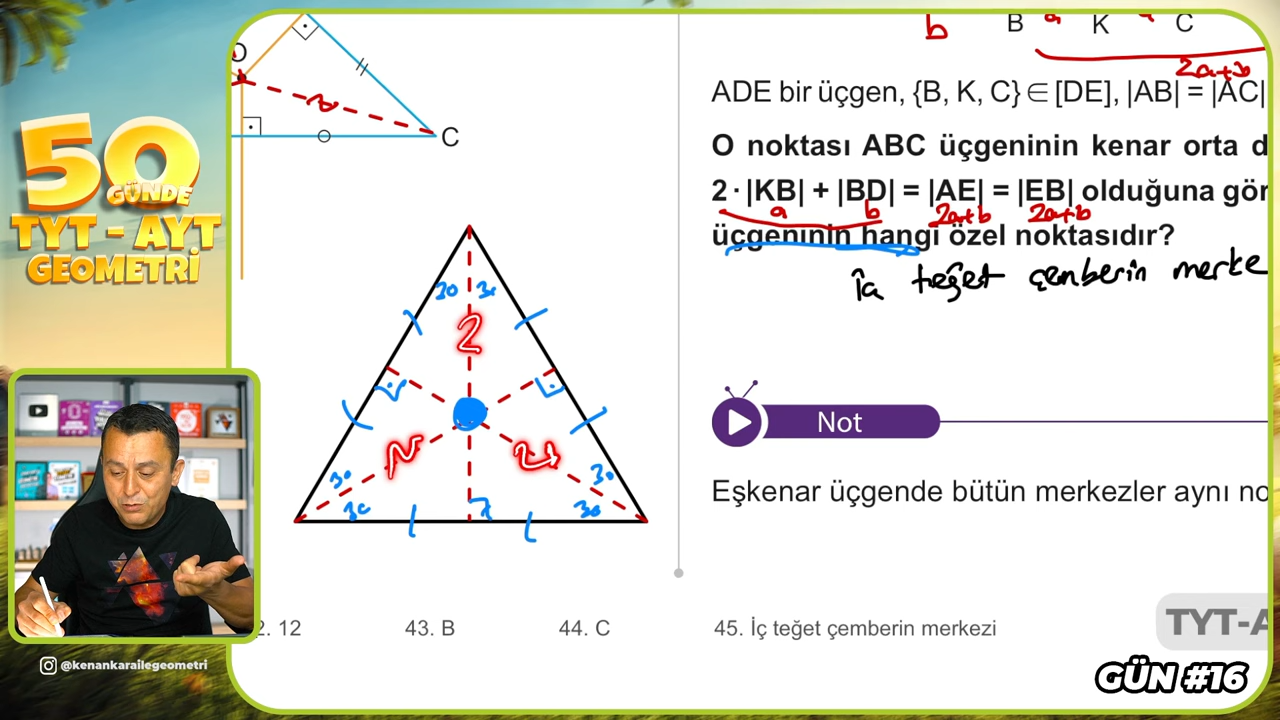 50
GÜNDE
TYT - AYT
GEOMETRİ
C
b
B
a
K
C
2a+b
ADE bir üçgen, {B, K, C} ∈ [DE], |AB| = |AC|
O noktası ABC üçgeninin kenar orta d
2 · |KB| + |BD| = |AE| = |EB| olduğuna gör
a b 2a+b 2a+b
üçgeninin hangi özel noktasıdır?
iç teğet çemberin merke
30
2
30
30
30
30
Not
Eşkenar üçgende bütün merkezler aynı no
2. 12
43. B
44. C
45. İç teğet çemberin merkezi
TYT-A
@kenankarailegeometri
GÜN #16